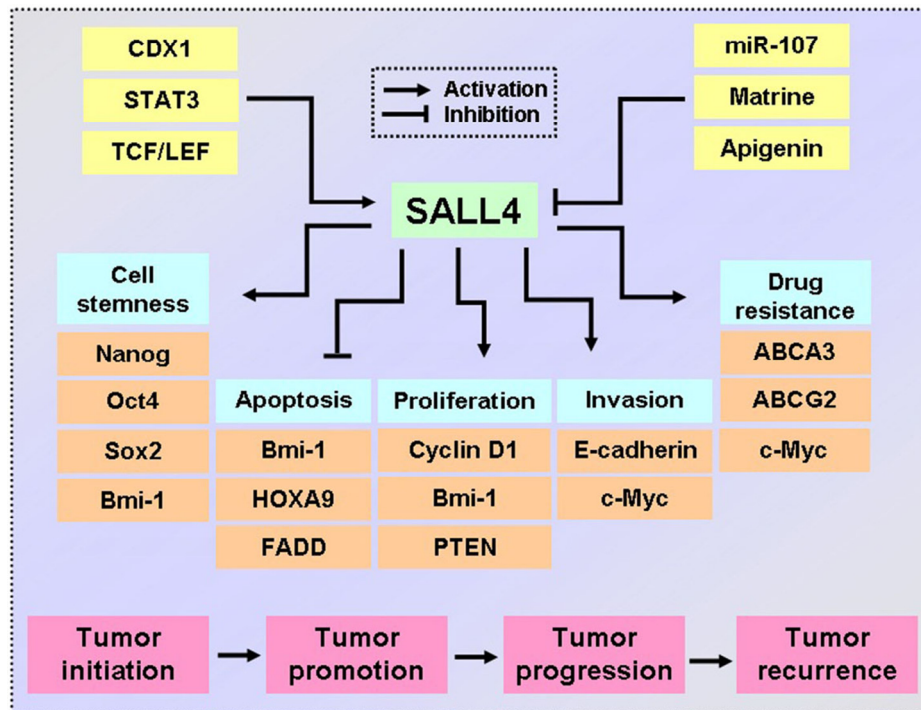 CDX1
STAT3
TCF/LEF
Activation
Inhibition
miR-107
Matrine
Apigenin
SALL4
Cell
stemness
Nanog
Oct4
Sox2
Bmi-1
Apoptosis
Bmi-1
HOXA9
FADD
Proliferation
Cyclin D1
Bmi-1
PTEN
Invasion
E-cadherin
c-Myc
Drug
resistance
ABCA3
ABCG2
c-Myc
Tumor
initiation
Tumor
promotion
Tumor
progression
Tumor
recurrence